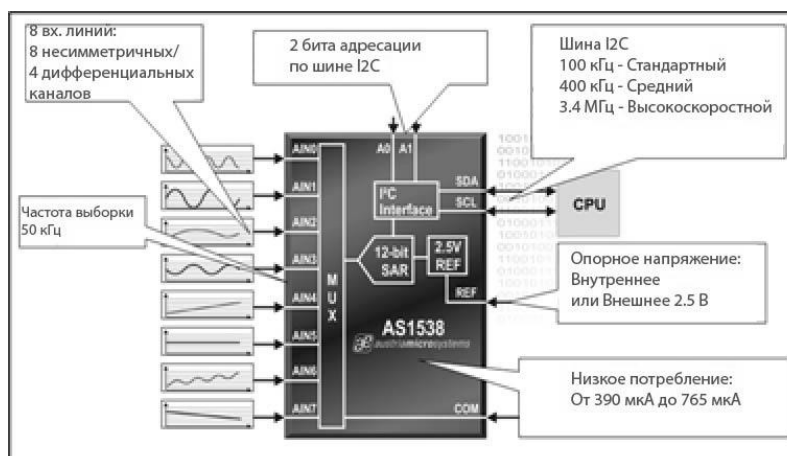 8 вх. линий:
8 несимметричных/
4 дифференциальных
каналов
2 бита адресации
по шине I2C
Шина I2C
100 кГц - Стандартный
400 кГц - Средний
3.4 МГц - Высокоскоростной
Частота выборки
50 кГц
AIN0
AIN1
AIN2
AIN3
AIN4
AIN5
AIN6
AIN7
MUX
A0 A1
I²C
Interface
SDA
SCL
CPU
12-bit
SAR
2.5V
REF
REF
AS1538
austriamicrosystems
COM
Опорное напряжение:
Внутреннее
или Внешнее 2.5 В
Низкое потребление:
От 390 мкА до 765 мкА